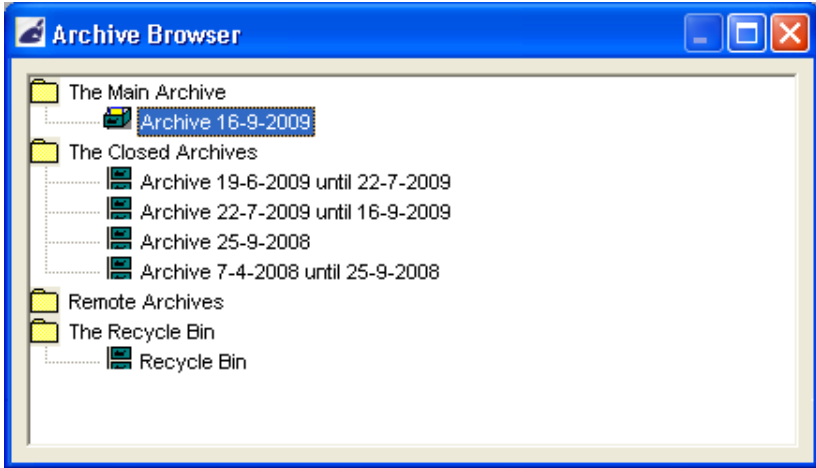 Archive Browser
The Main Archive
Archive 16-9-2009
The Closed Archives
Archive 19-6-2009 until 22-7-2009
Archive 22-7-2009 until 16-9-2009
Archive 25-9-2008
Archive 7-4-2008 until 25-9-2008
Remote Archives
The Recycle Bin
Recycle Bin